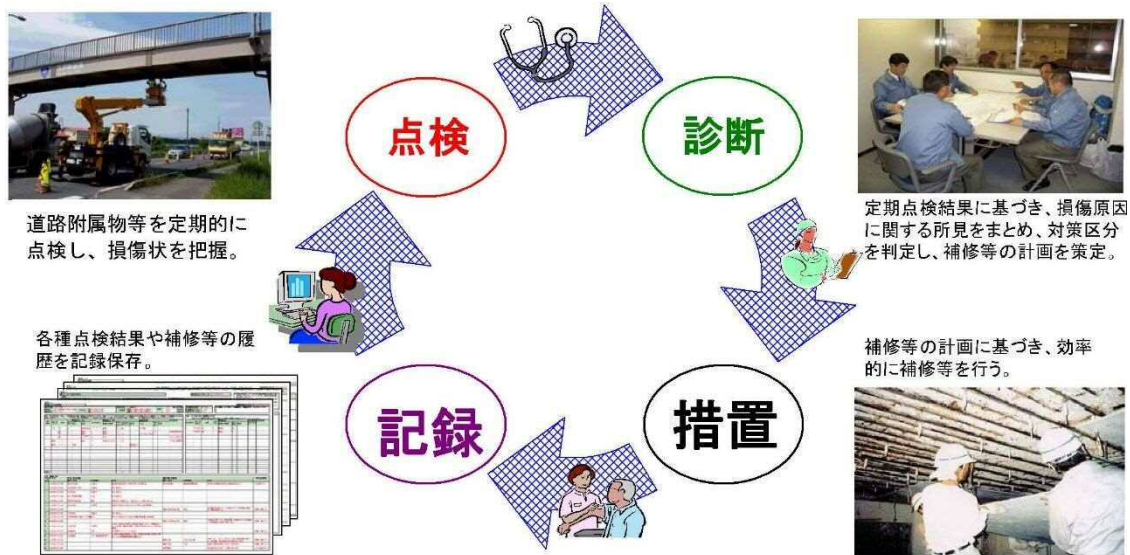 点検
診断
道路附属物等を定期的に
点検し、損傷状を把握。
定期点検結果に基づき、損傷原因
に関する所見をまとめ、対策区分
を判定し、補修等の計画を策定。
各種点検結果や補修等の履
歴を記録保存。
補修等の計画に基づき、効率
的に補修等を行う。
記録
措置